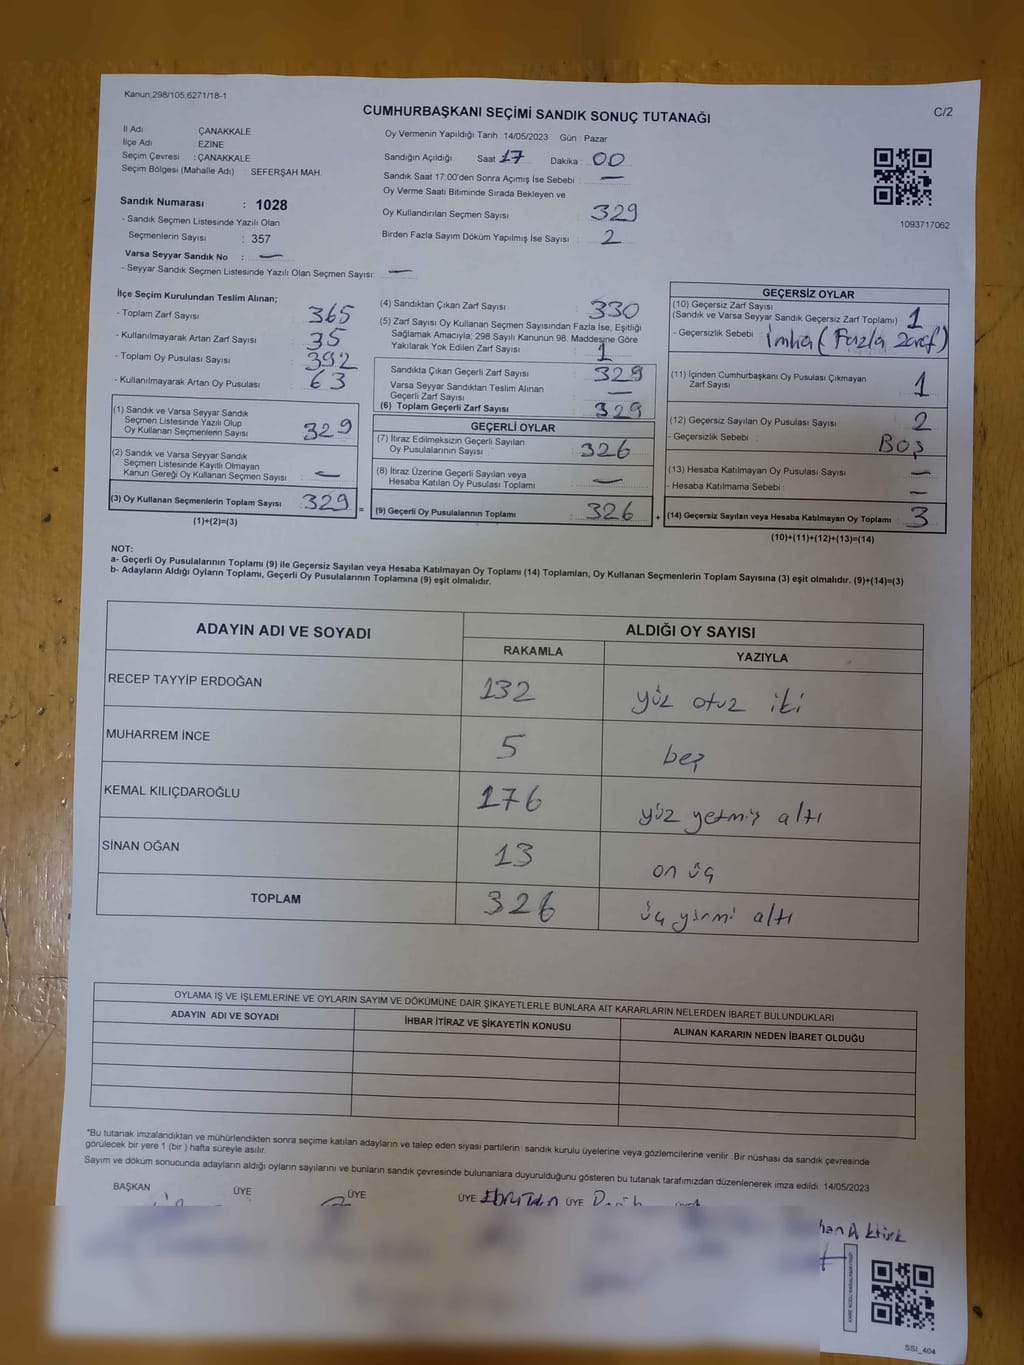 Kanun:298/105,6271/18-1
CUMHURBAŞKANI SEÇİMİ SANDIK SONUÇ TUTANAĞI
C/2
İl Adı : ÇANAKKALE
İlçe Adı : EZİNE
Seçim Çevresi : ÇANAKKALE
Seçim Bölgesi (Mahalle Adı) : SEFERŞAH MAH.
Sandık Numarası : 1028
- Sandık Seçmen Listesinde Yazılı Olan
Seçmenlerin Sayısı : 357
Varsa Seyyar Sandık No : —
- Seyyar Sandık Seçmen Listesinde Yazılı Olan Seçmen Sayısı: —
Oy Vermenin Yapıldığı Tarih : 14/05/2023 Gün : Pazar
Sandığın Açıldığı Saat 17 Dakika : 00
Sandık Saat 17:00'den Sonra Açımış İse Sebebi : —
Oy Verme Saati Bitiminde Sırada Bekleyen ve
Oy Kullandırılan Seçmen Sayısı : 329
Birden Fazla Sayım Döküm Yapılmış İse Sayısı : 2
1093717062
İlçe Seçim Kurulundan Teslim Alınan;
- Toplam Zarf Sayısı : 365
- Kullanılmayarak Artan Zarf Sayısı : 35
- Toplam Oy Pusulası Sayısı : 392
- Kullanılmayarak Artan Oy Pusulası : 63
(1) Sandık ve Varsa Seyyar Sandık
Seçmen Listesinde Yazılı Olup
Oy Kullanan Seçmenlerin Sayısı : 329
(2) Sandık ve Varsa Seyyar Sandık
Seçmen Listesinde Kayıtlı Olmayan
Kanun Gereği Oy Kullanan Seçmen Sayısı : —
(3) Oy Kullanan Seçmenlerin Toplam Sayısı : 329 =
(1)+(2)=(3)
(4) Sandıktan Çıkan Zarf Sayısı : 330
(5) Zarf Sayısı Oy Kullanan Seçmen Sayısından Fazla İse, Eşitliği
Sağlamak Amacıyla; 298 Sayılı Kanunun 98. Maddesine Göre
Yakılarak Yok Edilen Zarf Sayısı : 1
Sandıkta Çıkan Geçerli Zarf Sayısı : 329
Varsa Seyyar Sandıktan Teslim Alınan
Geçerli Zarf Sayısı : —
(6) Toplam Geçerli Zarf Sayısı : 329
GEÇERLİ OYLAR
(7) İtiraz Edilmeksizin Geçerli Sayılan
Oy Pusulalarının Sayısı : 326
(8) İtiraz Üzerine Geçerli Sayılan veya
Hesaba Katılan Oy Pusulası Toplamı : —
(9) Geçerli Oy Pusulalarının Toplamı : 326 +
GEÇERSİZ OYLAR
(10) Geçersiz Zarf Sayısı
(Sandık ve Varsa Seyyar Sandık Geçersiz Zarf Toplamı) : 1
- Geçersizlik Sebebi : İmha (Fazla zarf)
(11) İçinden Cumhurbaşkanı Oy Pusulası Çıkmayan
Zarf Sayısı : 1
(12) Geçersiz Sayılan Oy Pusulası Sayısı : 2
- Geçersizlik Sebebi : BOŞ
(13) Hesaba Katılmayan Oy Pusulası Sayısı : —
- Hesaba Katılmama Sebebi : —
(14) Geçersiz Sayılan veya Hesaba Katılmayan Oy Toplamı : 3
(10)+(11)+(12)+(13)=(14)
NOT:
a- Geçerli Oy Pusulalarının Toplamı (9) ile Geçersiz Sayılan veya Hesaba Katılmayan Oy Toplamı (14) Toplamları, Oy Kullanan Seçmenlerin Toplam Sayısına (3) eşit olmalıdır. (9)+(14)=(3)
b- Adayların Aldığı Oyların Toplamı, Geçerli Oy Pusulalarının Toplamına (9) eşit olmalıdır.
ADAYIN ADI VE SOYADI ALDIĞI OY SAYISI
RAKAMLA YAZIYLA
RECEP TAYYİP ERDOĞAN 132 yüz otuz iki
MUHARREM İNCE 5 beş
KEMAL KILIÇDAROĞLU 176 yüz yetmiş altı
SİNAN OĞAN 13 on üç
TOPLAM 326 üç yirmi altı
OYLAMA İŞ VE İŞLEMLERİNE VE OYLARIN SAYIM VE DÖKÜMÜNE DAİR ŞİKAYETLERLE BUNLARA AİT KARARLARIN NELERDEN İBARET BULUNDUKLARI
ADAYIN ADI VE SOYADI İHBAR İTİRAZ VE ŞİKAYETİN KONUSU ALINAN KARARIN NEDEN İBARET OLDUĞU
"Bu tutanak imzalandıktan ve mühürlendikten sonra seçime katılan adayların ve talep eden siyasi partilerin sandık kurulu üyelerine veya gözlemcilerine verilir. Bir nüshası da sandık çevresinde
görülecek bir yere 1 (bir ) hafta süreyle asılır.
Sayım ve döküm sonucunda adayların aldığı oyların sayılarını ve bunların sandık çevresinde bulunanlara duyurulduğunu gösteren bu tutanak tarafımızdan düzenlenerek imza edildi. 14/05/2023
BAŞKAN ÜYE ÜYE ÜYE ÜYE
Aktürk
SSI_404